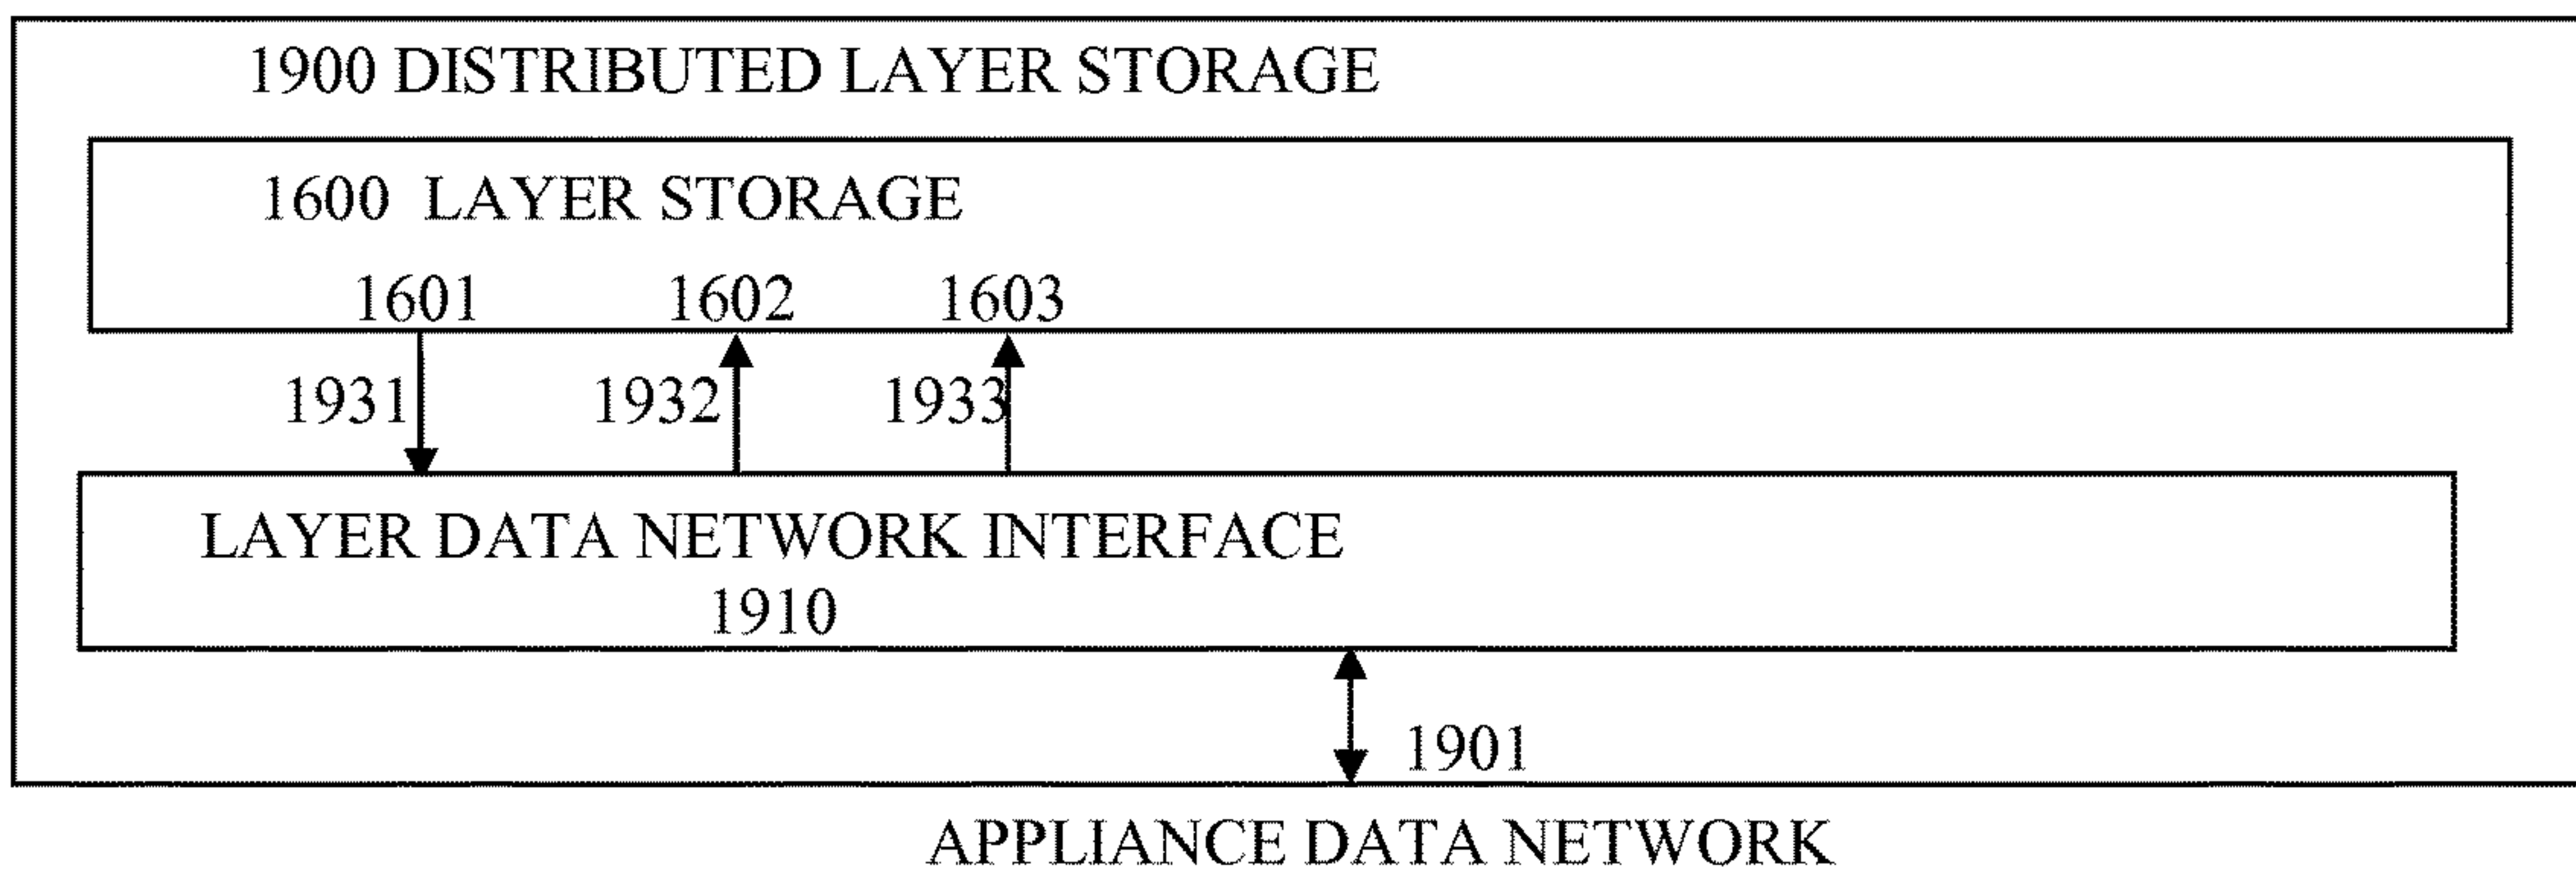 1900 DISTRIBUTED LAYER STORAGE
1600 LAYER STORAGE
1601 1602 1603
1931 1932 1933
LAYER DATA NETWORK INTERFACE
1910
1901
APPLIANCE DATA NETWORK